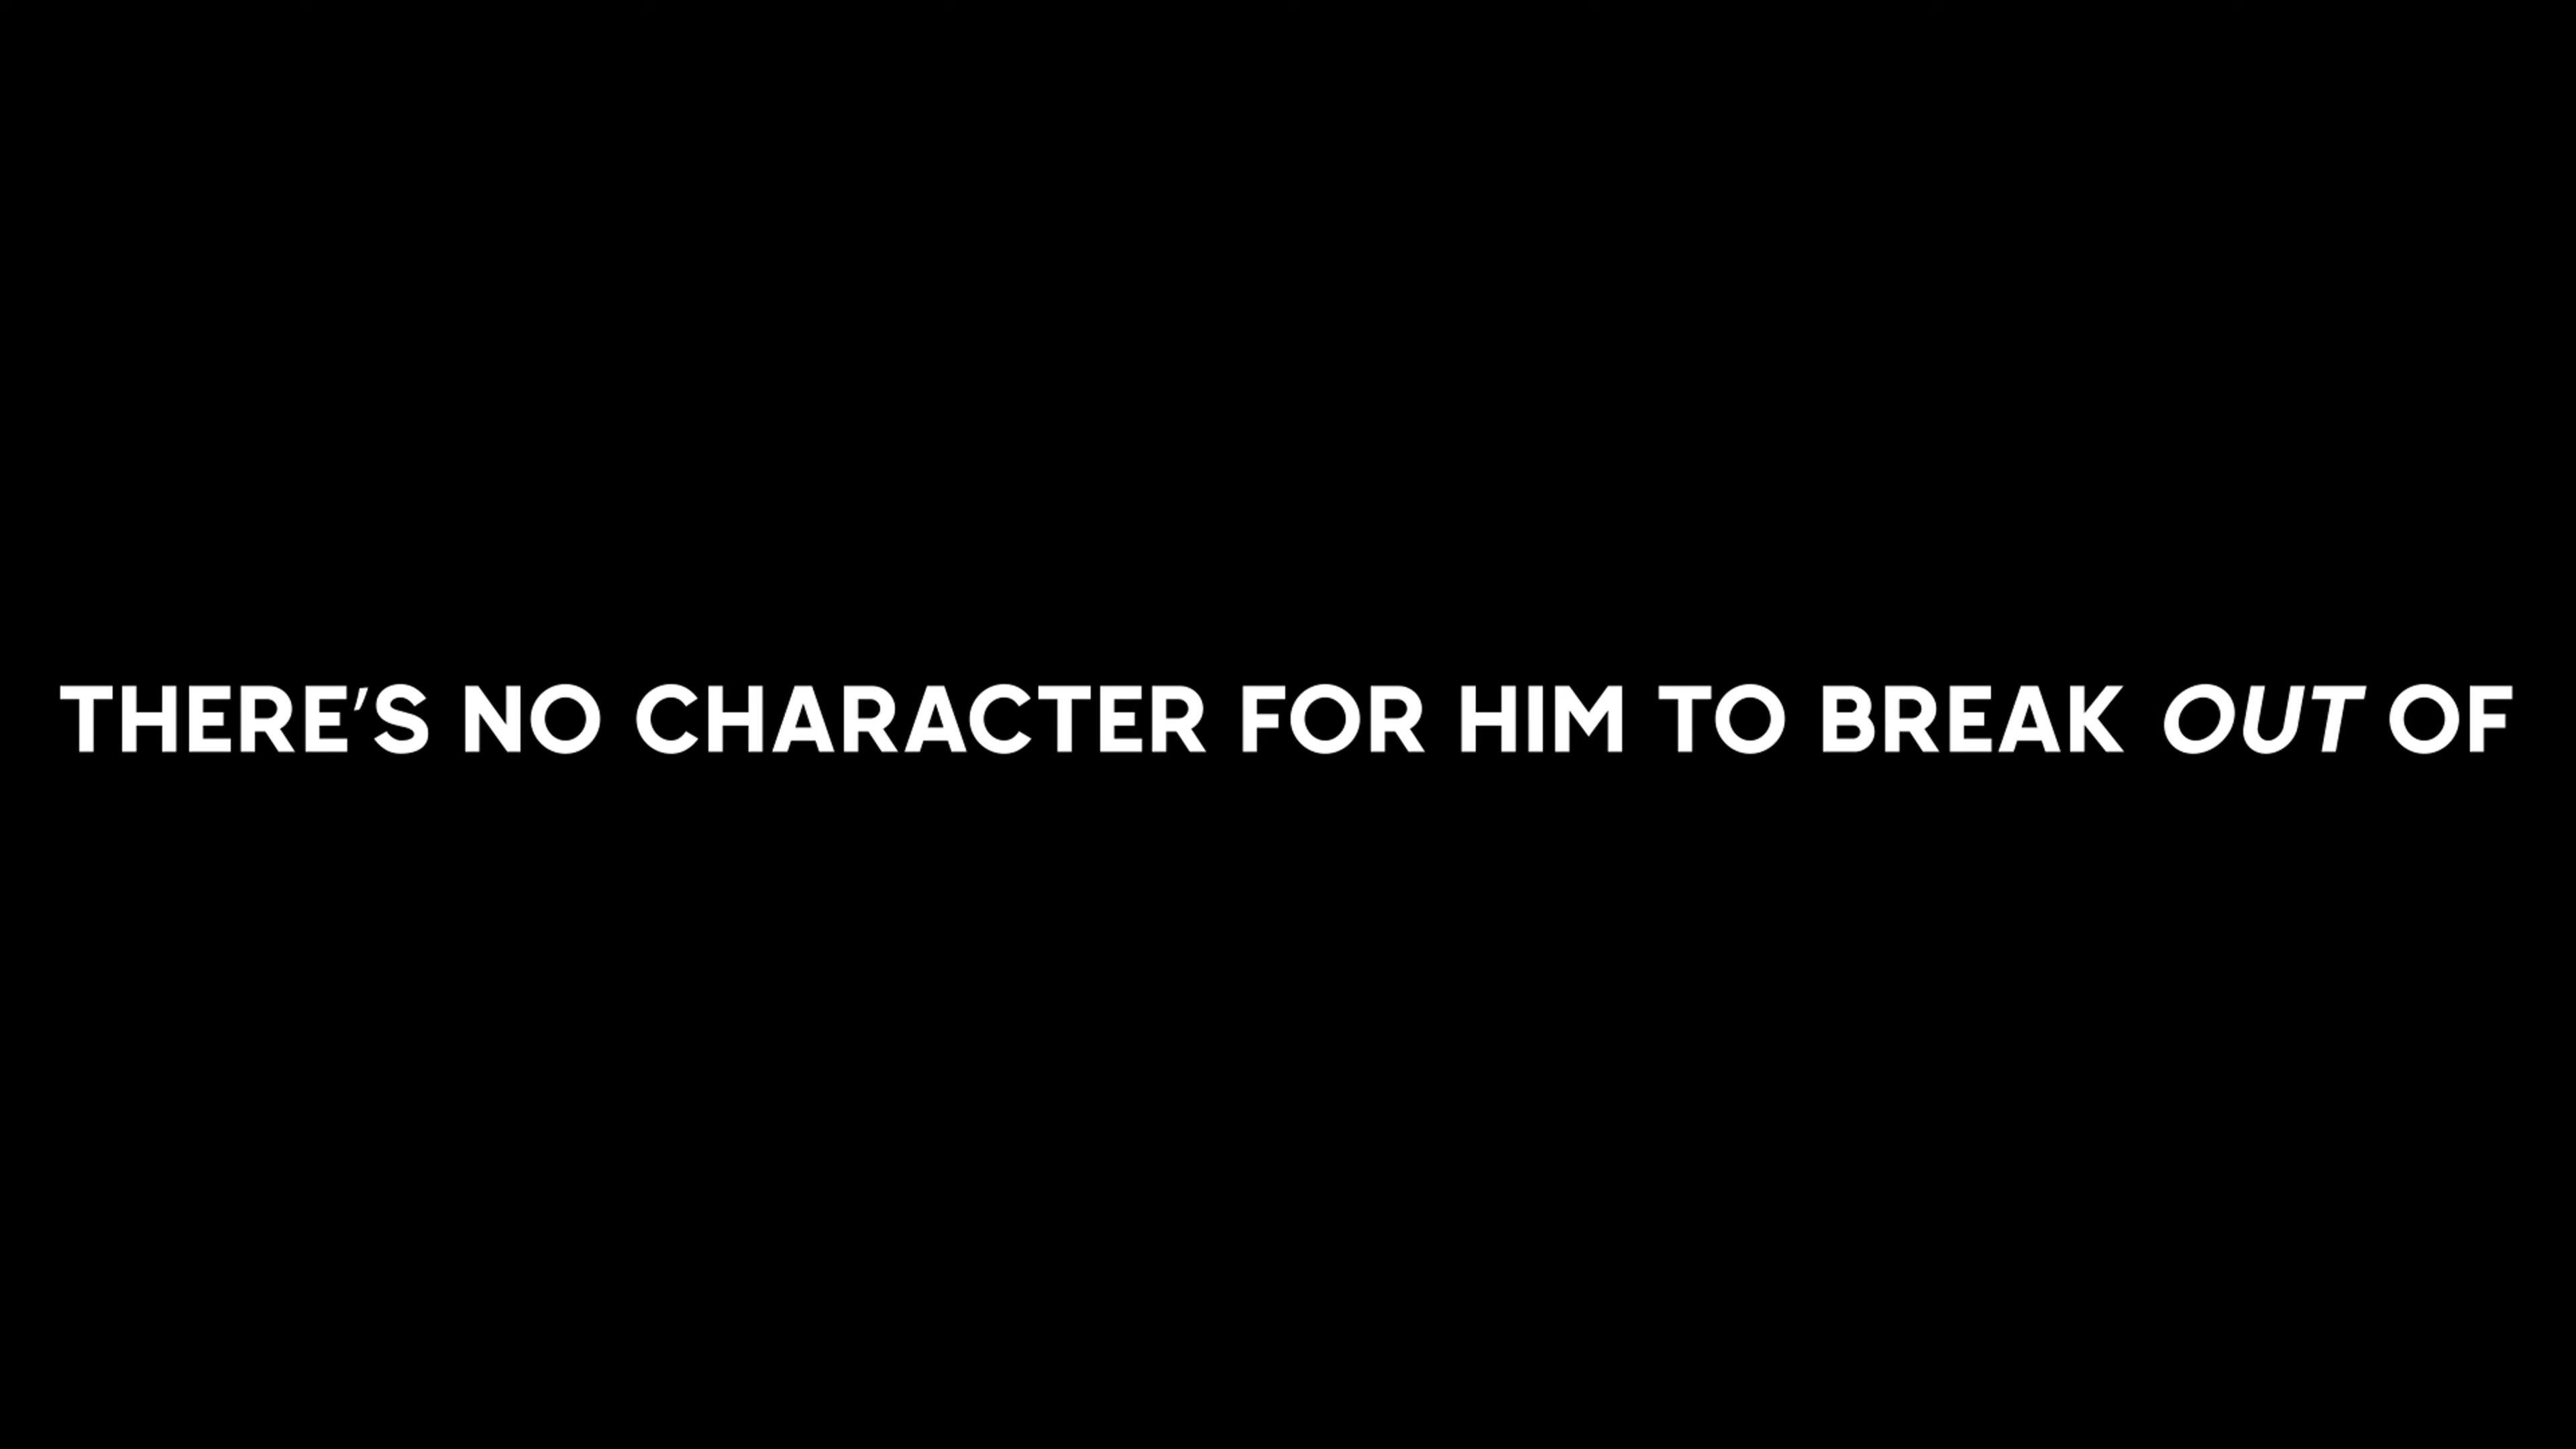 THERE’S NO CHARACTER FOR HIM TO BREAK OUT OF